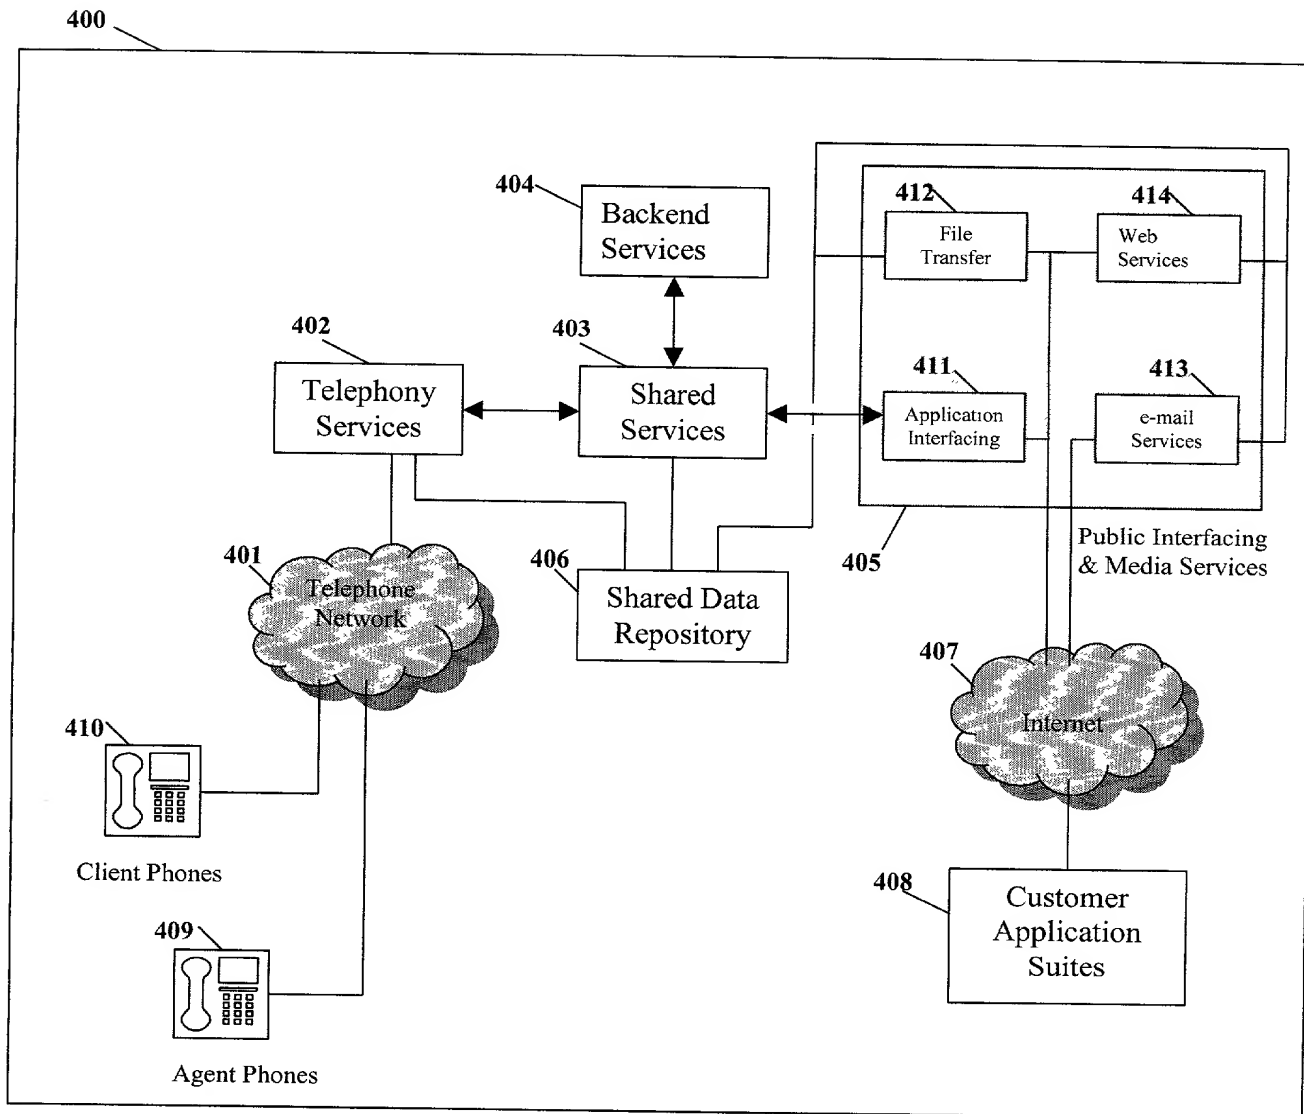 400
404
Backend
Services
412
File
Transfer
414
Web
Services
402
Telephony
Services
403
Shared
Services
411
Application
Interfacing
413
e-mail
Services
405
Public Interfacing
& Media Services
401
Telephone
Network
406
Shared Data
Repository
407
Internet
410
Client Phones
408
Customer
Application
Suites
409
Agent Phones